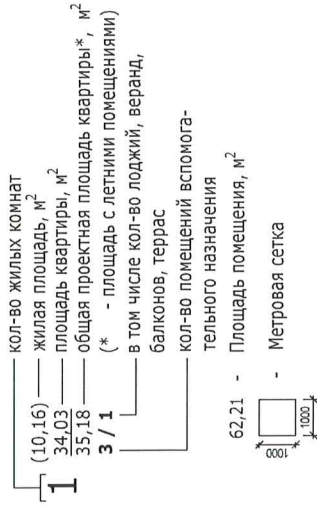 кол-во жилых комнат
1
(10,16) жилая площадь, м²
34,03 площадь квартиры, м²
35,18 общая проектная площадь квартиры*, м²
(* - площадь с летними помещениями)
3 / 1
в том числе кол-во лоджий, веранд,
балконов, террас
кол-во помещений вспомога-
тельного назначения
62,21 - Площадь помещения, м²
1000
1000
- Метровая сетка